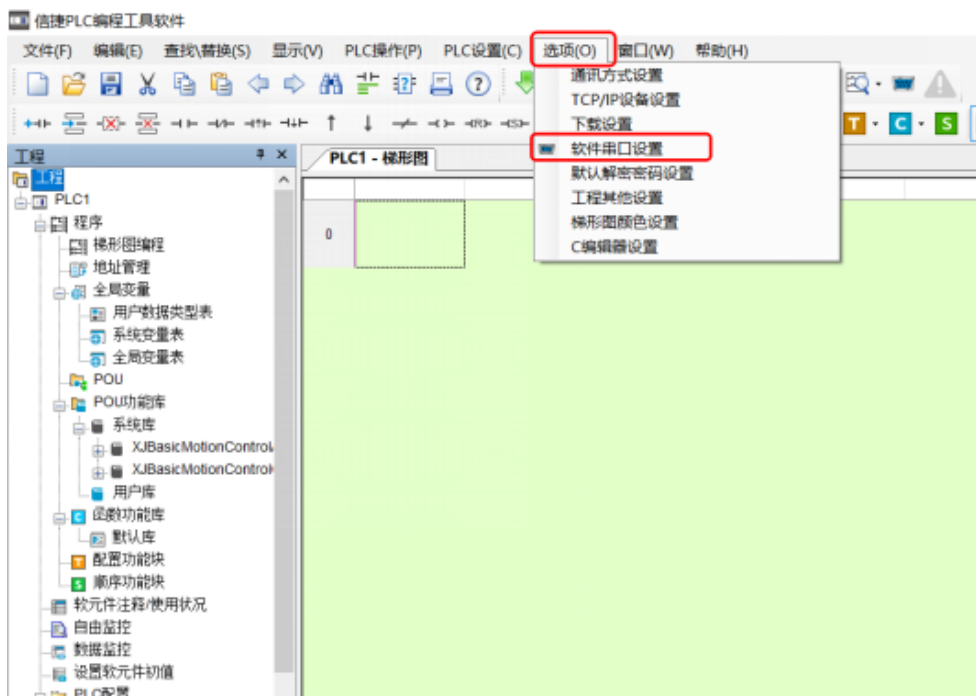 信捷PLC编程工具软件
文件(F) 编辑(E) 查找\替换(S) 显示(V) PLC操作(P) PLC设置(C) 选项(O) 窗口(W) 帮助(H)
通讯方式设置
TCP/IP设备设置
下载设置
软件串口设置
默认解密密码设置
工程其他设置
梯形图颜色设置
C编辑器设置
T C S
工程
PLC1 - 梯形图
0
工程
PLC1
程序
梯形图编程
地址管理
全局变量
用户数据类型表
系统变量表
全局变量表
POU
POU功能库
系统库
XJBasicMotionControl
XJBasicMotionControl
用户库
函数功能库
默认库
配置功能块
顺序功能块
软元件注释/使用状况
自由监控
数据监控
设置软元件初值
PLC配置